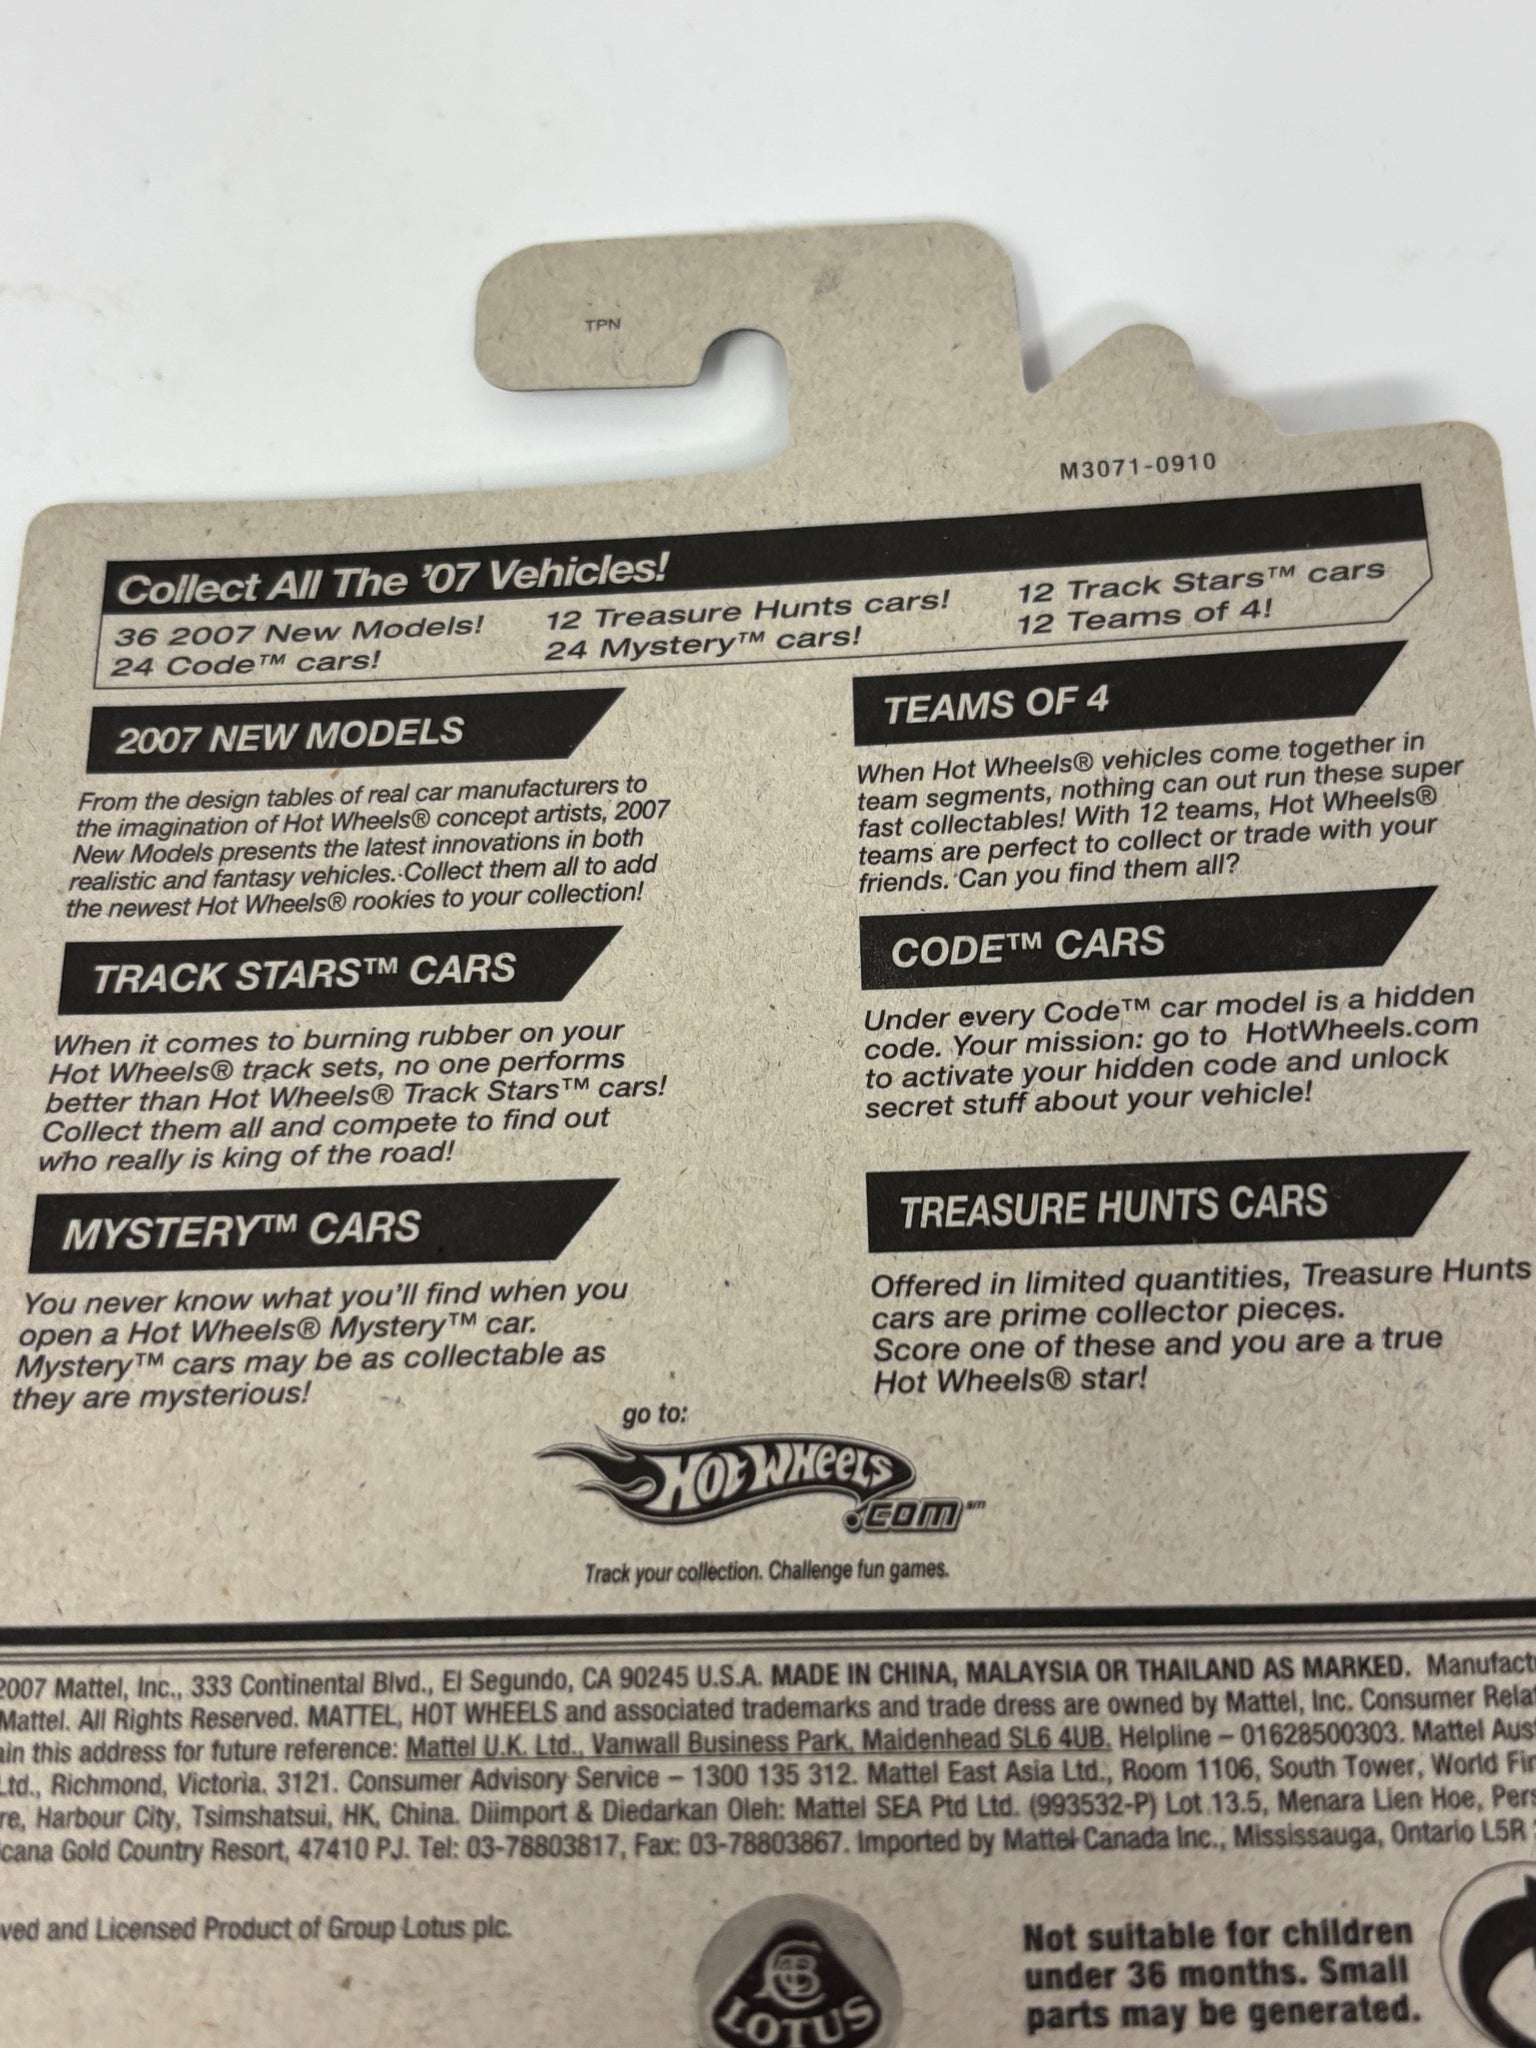 TPN
M3071-0910
Collect All The '07 Vehicles!
36 2007 New Models!
24 Code™ cars!
12 Treasure Hunts cars!
24 Mystery™ cars!
12 Track Stars™ cars
12 Teams of 4!
2007 NEW MODELS
From the design tables of real car manufacturers to
the imagination of Hot Wheels® concept artists, 2007
New Models presents the latest innovations in both
realistic and fantasy vehicles. Collect them all to add
the newest Hot Wheels® rookies to your collection!
TRACK STARS™ CARS
When it comes to burning rubber on your
Hot Wheels® track sets, no one performs
better than Hot Wheels® Track Stars™ cars!
Collect them all and compete to find out
who really is king of the road!
MYSTERY™ CARS
You never know what you'll find when you
open a Hot Wheels® Mystery™ car.
Mystery™ cars may be as collectable as
they are mysterious!
TEAMS OF 4
When Hot Wheels® vehicles come together in
team segments, nothing can out run these super
fast collectables! With 12 teams, Hot Wheels®
teams are perfect to collect or trade with your
friends. Can you find them all?
CODE™ CARS
Under every Code™ car model is a hidden
code. Your mission: go to HotWheels.com
to activate your hidden code and unlock
secret stuff about your vehicle!
TREASURE HUNTS CARS
Offered in limited quantities, Treasure Hunts
cars are prime collector pieces.
Score one of these and you are a true
Hot Wheels® star!
go to:
HOT WHEELS
.COM℠
Track your collection. Challenge fun games.
2007 Mattel, Inc., 333 Continental Blvd., El Segundo, CA 90245 U.S.A. MADE IN CHINA, MALAYSIA OR THAILAND AS MARKED. Manufact
Mattel. All Rights Reserved. MATTEL, HOT WHEELS and associated trademarks and trade dress are owned by Mattel, Inc. Consumer Rela
ain this address for future reference: Mattel U.K. Ltd., Vanwall Business Park, Maidenhead SL6 4UB. Helpline – 01628500303. Mattel Aus
Ltd., Richmond, Victoria. 3121. Consumer Advisory Service – 1300 135 312. Mattel East Asia Ltd., Room 1106, South Tower, World Fi
re, Harbour City, Tsimshatsui, HK, China. Diimport & Diedarkan Oleh: Mattel SEA Ptd Ltd. (993532-P) Lot 13.5, Menara Lien Hoe, Pers
cana Gold Country Resort, 47410 PJ. Tel: 03-78803817, Fax: 03-78803867. Imported by Mattel Canada Inc., Mississauga, Ontario L5R
ved and Licensed Product of Group Lotus plc.
LOTUS
Not suitable for children
under 36 months. Small
parts may be generated.